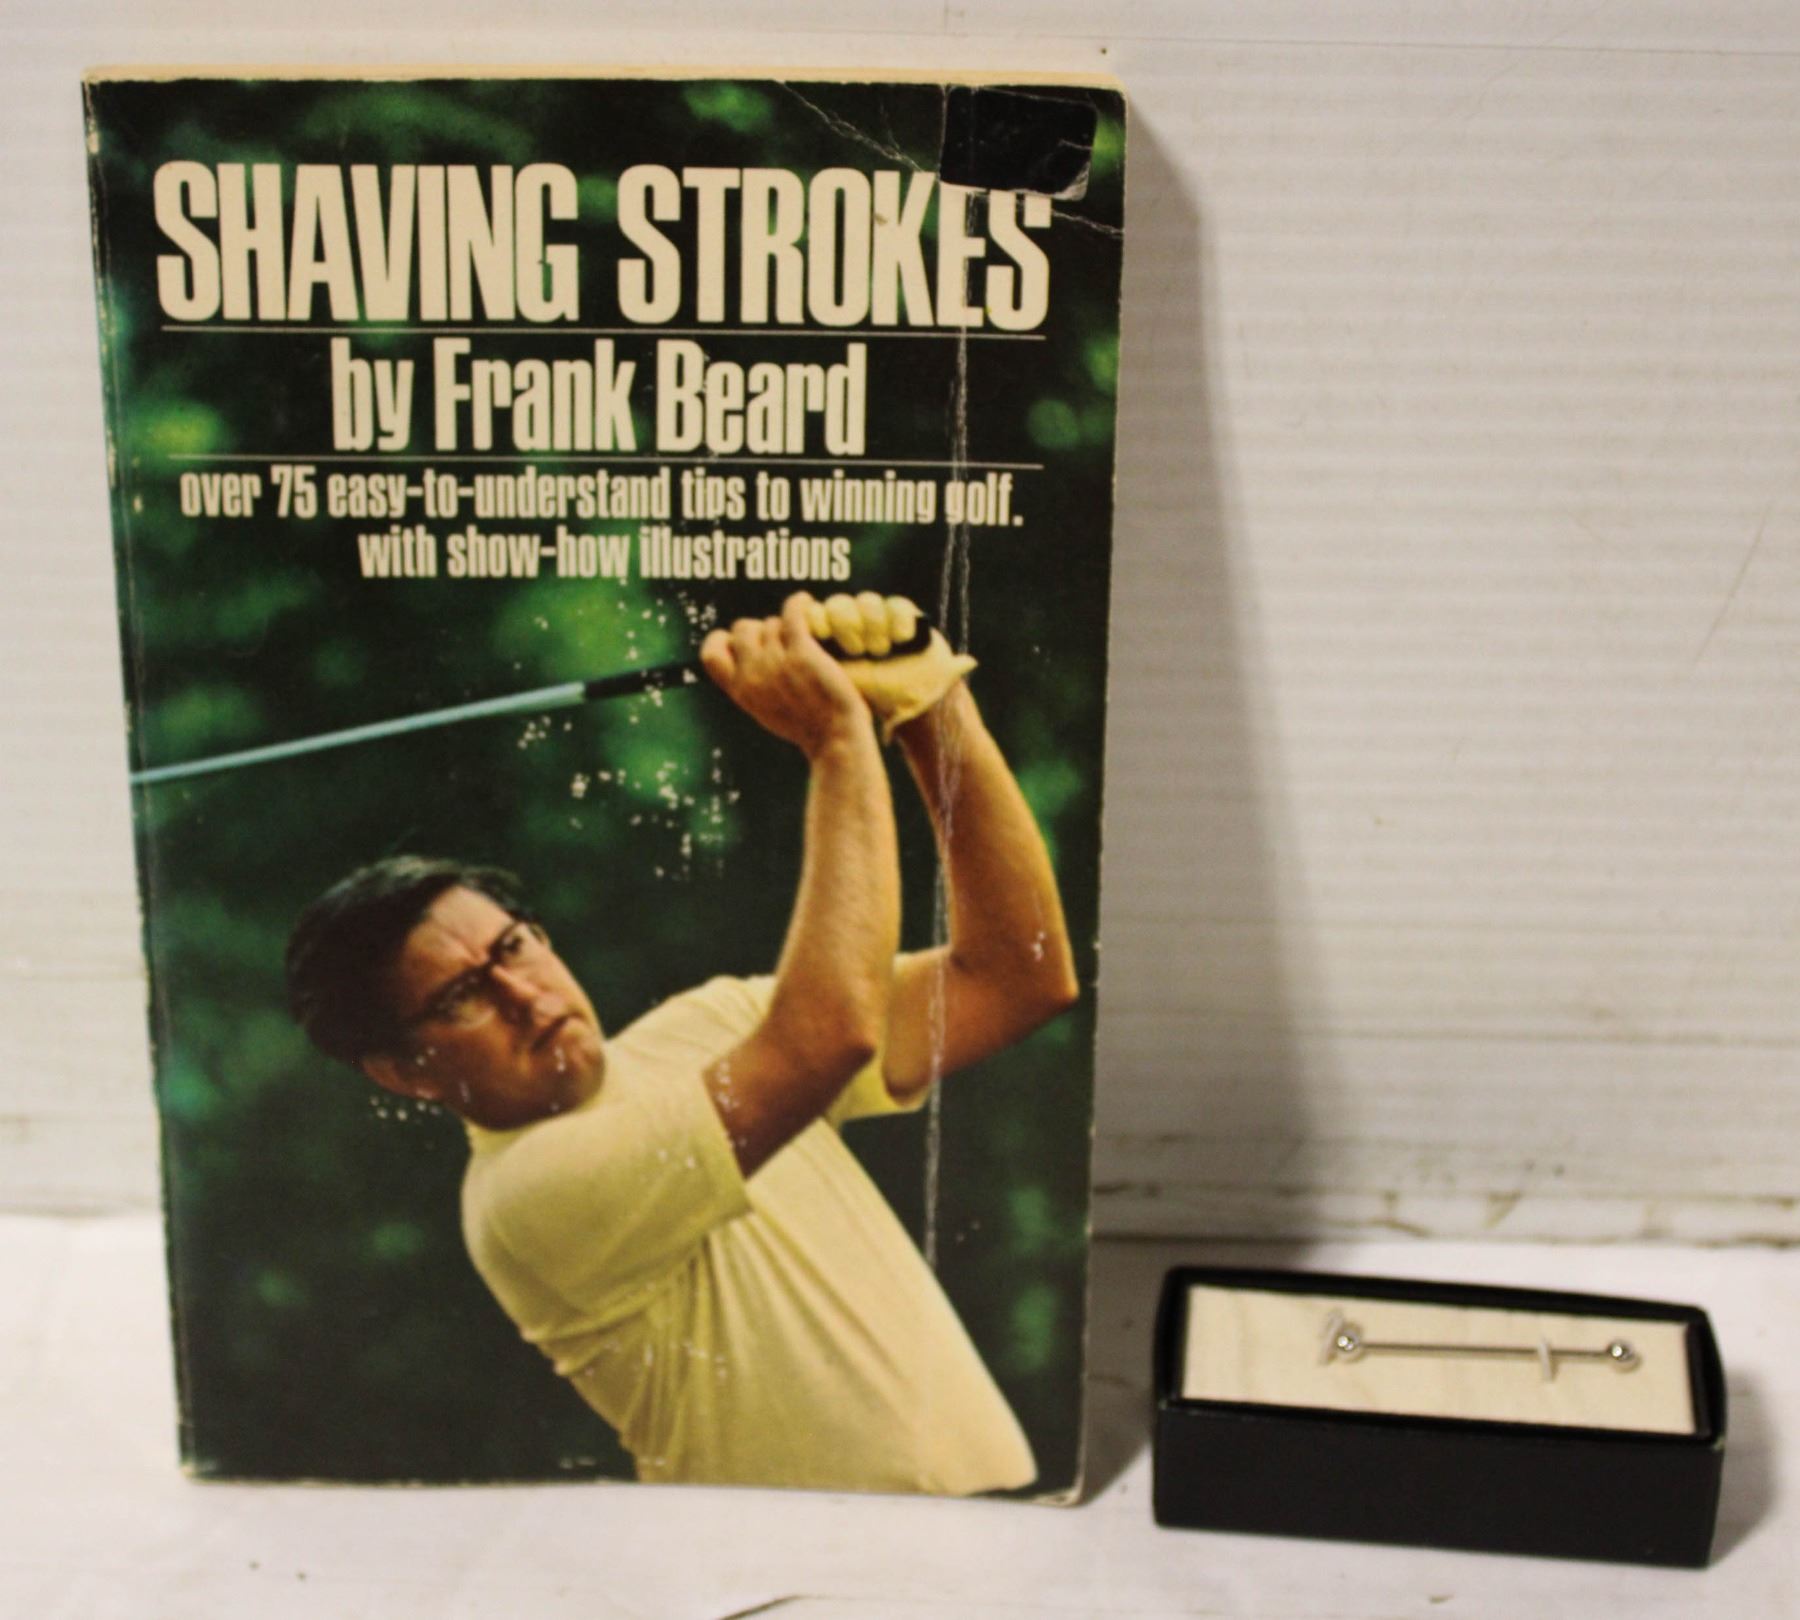 SHAVING STROKES
by Frank Beard
over 75 easy-to-understand tips to winning golf.
with show-how illustrations